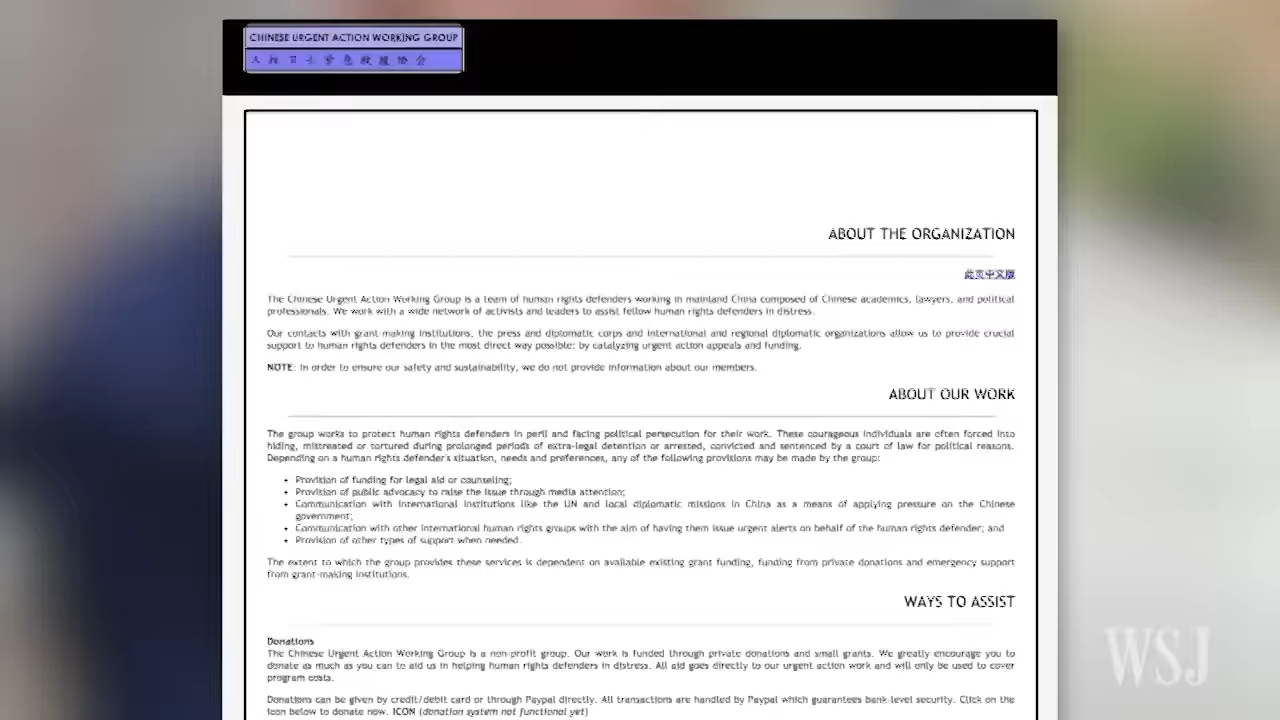 CHINESE URGENT ACTION WORKING GROUP
ABOUT THE ORGANIZATION
此页中文版
The Chinese Urgent Action Working Group is a team of human rights defenders working in mainland China composed of Chinese academics, lawyers, and political
professionals. We work with a wide network of activists and leaders to assist fellow human rights defenders in distress.
Our contacts with grant-making institutions, the press and diplomatic corps and international and regional diplomatic organizations allow us to provide crucial
support to human rights defenders in the most direct way possible: by catalyzing urgent action appeals and funding.
NOTE: In order to ensure our safety and sustainability, we do not provide information about our members.
ABOUT OUR WORK
The group works to protect human rights defenders in peril and facing political persecution for their work. These courageous individuals are often forced into
hiding, mistreated or tortured during prolonged periods of extra-legal detention or arrested, convicted and sentenced by a court of law for political reasons.
Depending on a human rights defender's situation, needs and preferences, any of the following provisions may be made by the group:
• Provision of funding for legal aid or counseling;
• Provision of public advocacy to raise the issue through media attention;
• Communication with international institutions like the UN and local diplomatic missions in China as a means of applying pressure on the Chinese
government;
• Communication with other international human rights groups with the aim of having them issue urgent alerts on behalf of the human rights defender; and
• Provision of other types of support when needed.
The extent to which the group provides these services is dependent on available existing grant funding, funding from private donations and emergency support
from grant-making institutions.
WAYS TO ASSIST
Donations
The Chinese Urgent Action Working Group is a non-profit group. Our work is funded through private donations and small grants. We greatly encourage you to
donate as much as you can to aid us in helping human rights defenders in distress. All aid goes directly to our urgent action work and will only be used to cover
program costs.
Donations can be given by credit/debit card or through Paypal directly. All transactions are handled by Paypal which guarantees bank-level security. Click on the
icon below to donate now. ICON (donation system not functional yet)
WSJ